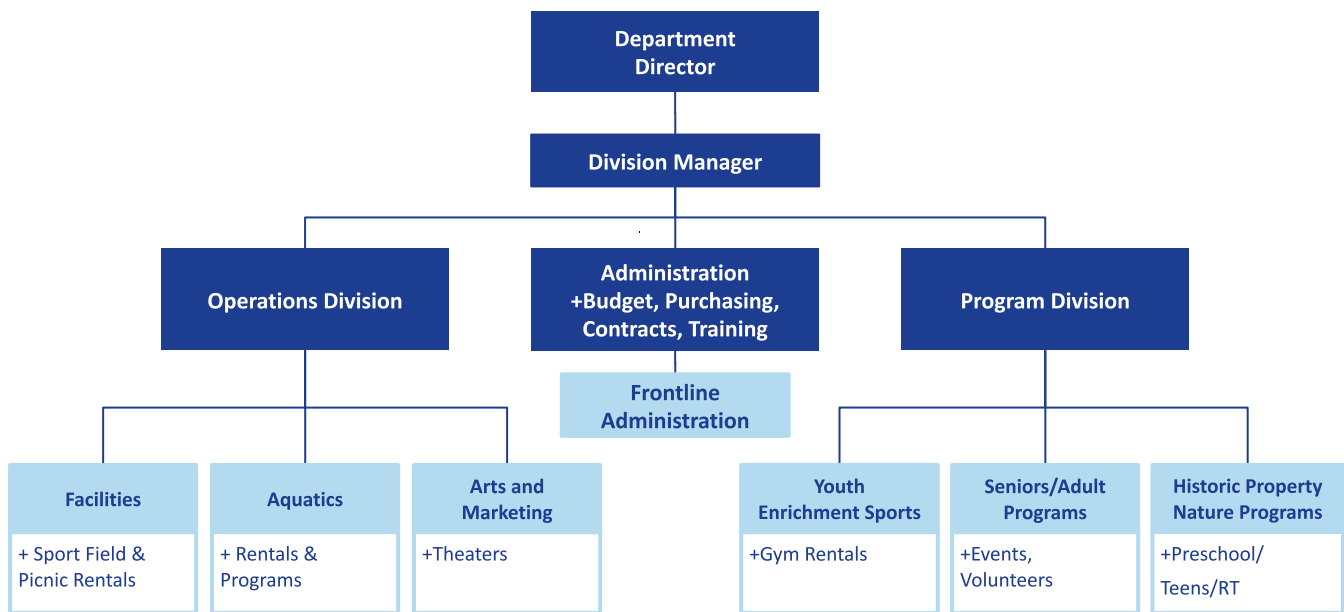 Department
Director
Division Manager
Operations Division
Administration
+Budget, Purchasing,
Contracts, Training
Program Division
Frontline
Administration
Facilities
+ Sport Field &
Picnic Rentals
Aquatics
+ Rentals &
Programs
Arts and
Marketing
+Theaters
Youth
Enrichment Sports
+Gym Rentals
Seniors/Adult
Programs
+Events,
Volunteers
Historic Property
Nature Programs
+Preschool/
Teens/RT